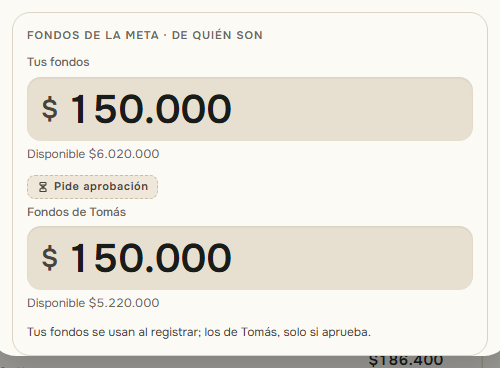 FONDOS DE LA META · DE QUIÉN SON
Tus fondos
$ 150.000
Disponible $6.020.000
Pide aprobación
Fondos de Tomás
$ 150.000
Disponible $5.220.000
Tus fondos se usan al registrar; los de Tomás, solo si aprueba.
$186.400